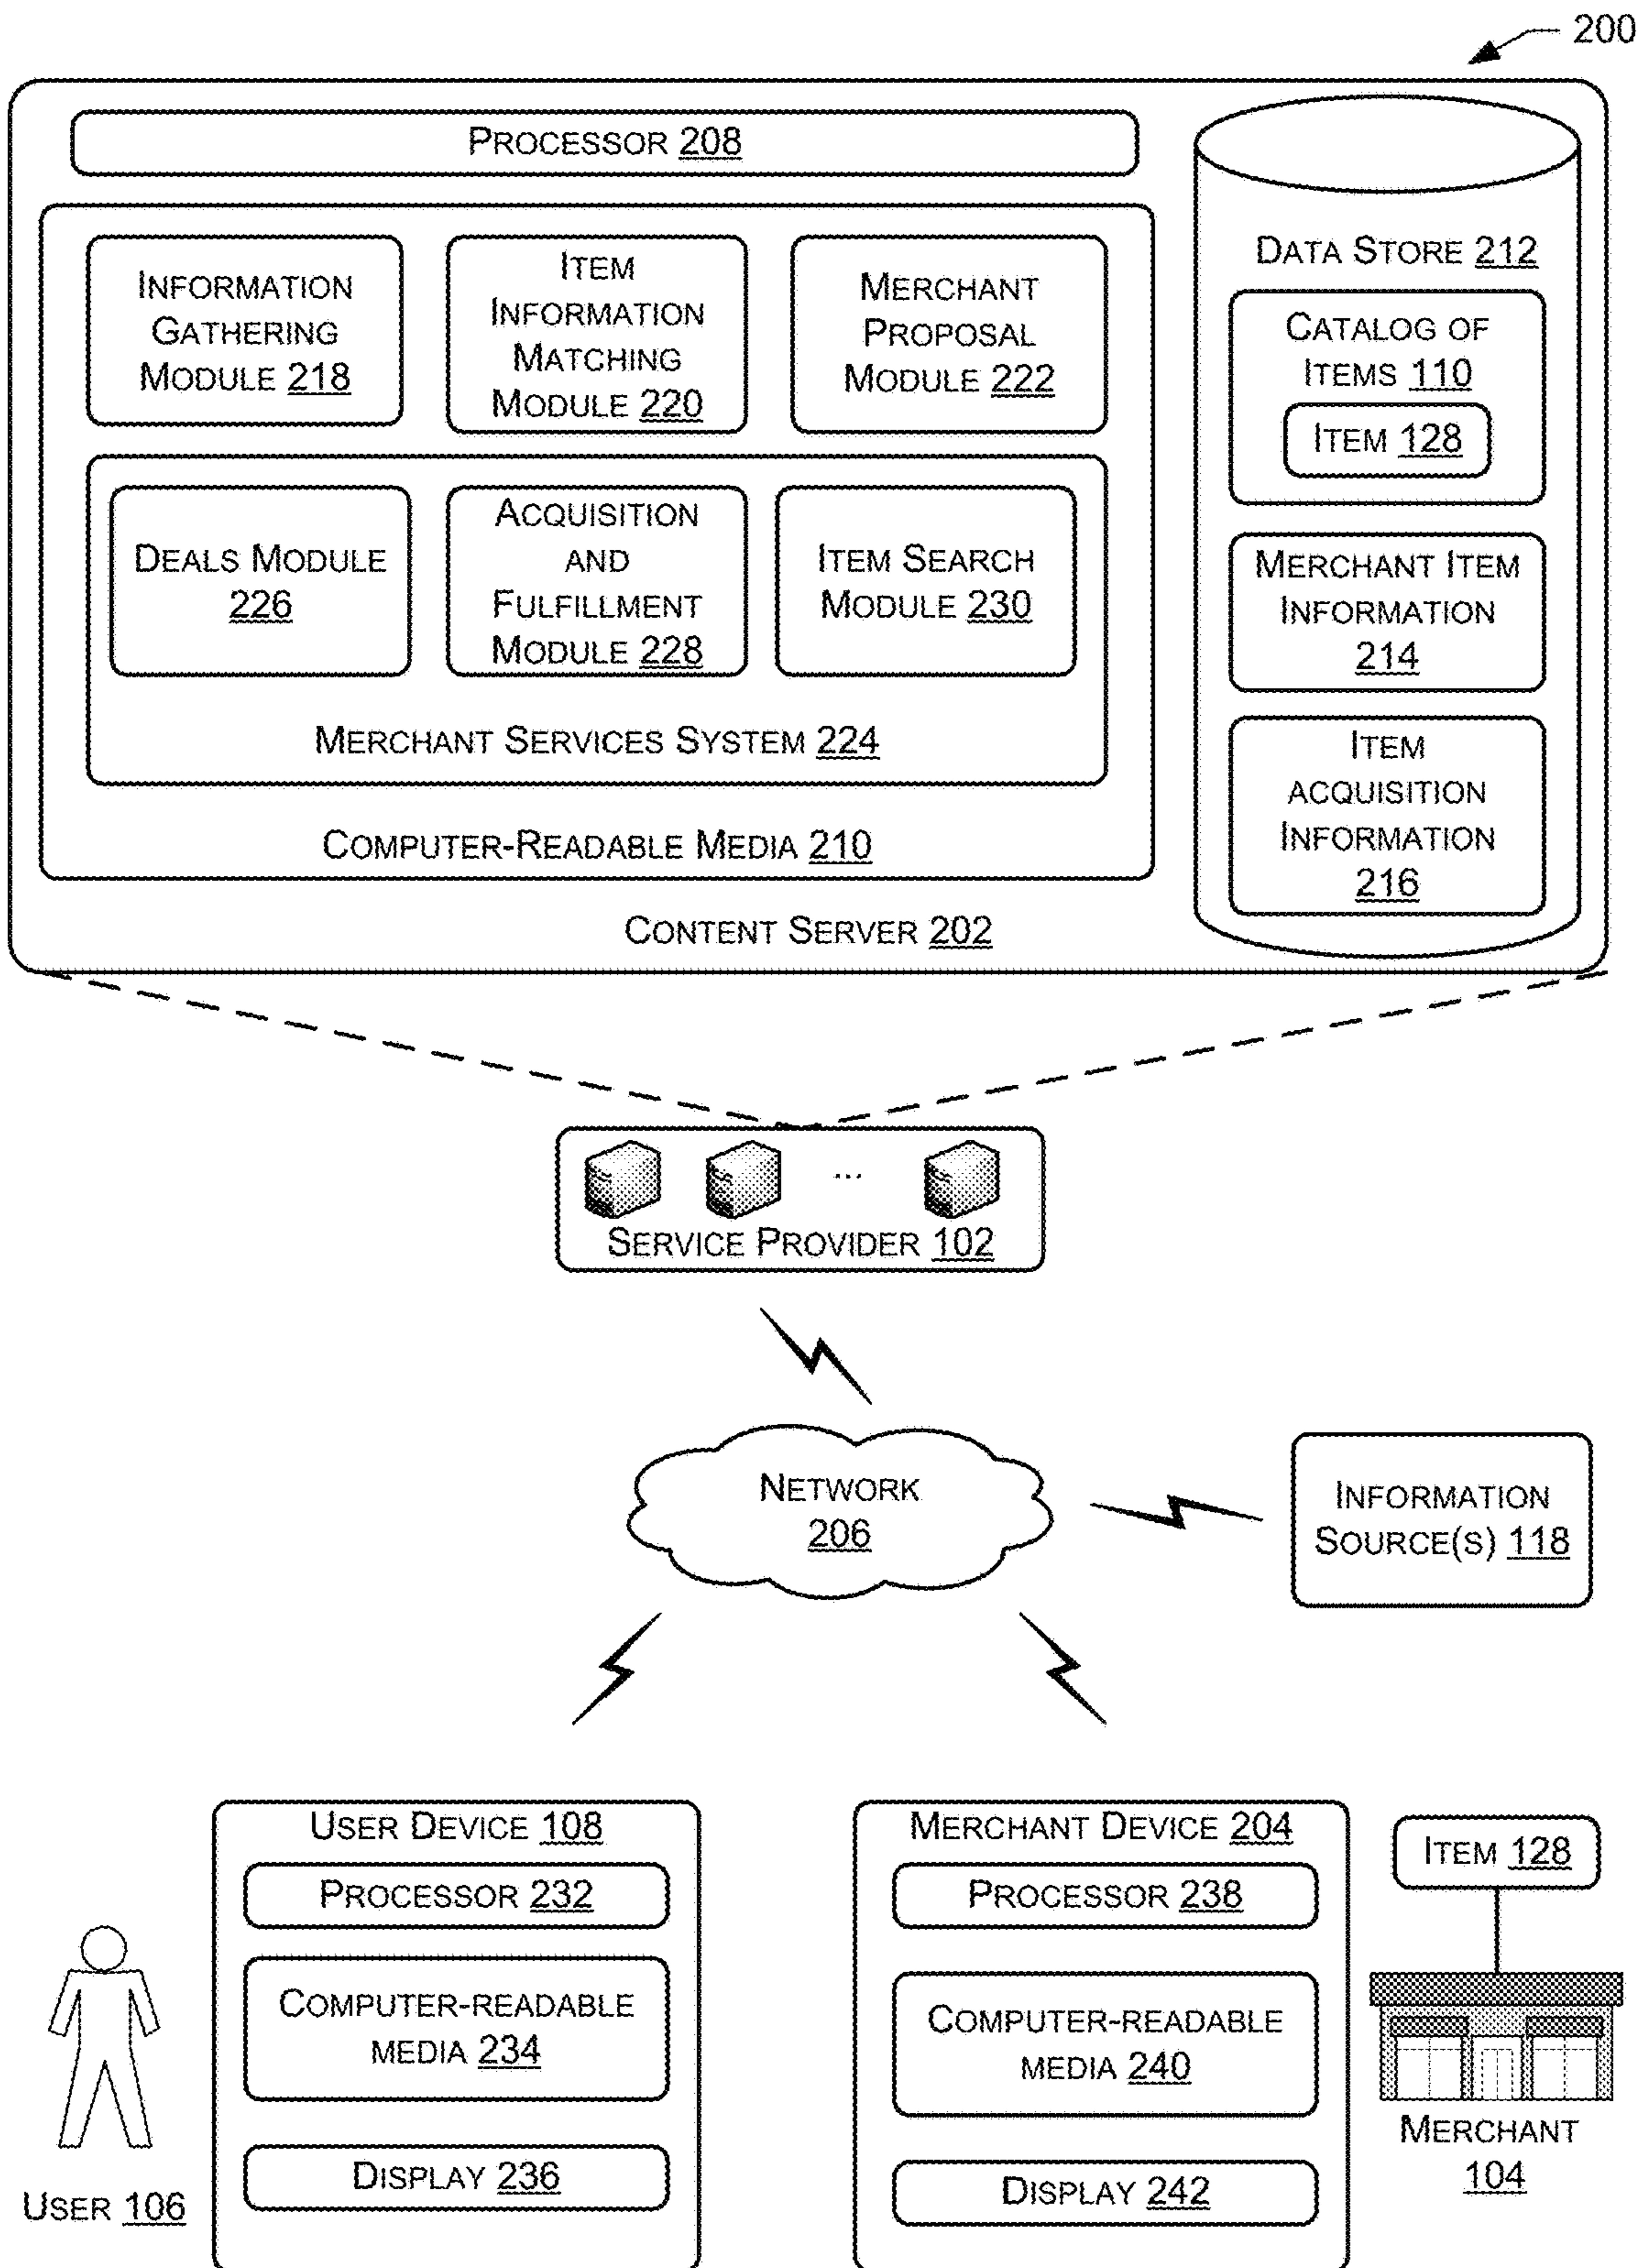 200
PROCESSOR 208
INFORMATION
GATHERING
MODULE 218
ITEM
INFORMATION
MATCHING
MODULE 220
MERCHANT
PROPOSAL
MODULE 222
DEALS MODULE
226
ACQUISITION
AND
FULFILLMENT
MODULE 228
ITEM SEARCH
MODULE 230
MERCHANT SERVICES SYSTEM 224
COMPUTER-READABLE MEDIA 210
CONTENT SERVER 202
DATA STORE 212
CATALOG OF
ITEMS 110
ITEM 128
MERCHANT ITEM
INFORMATION
214
ITEM
ACQUISITION
INFORMATION
216
...
SERVICE PROVIDER 102
NETWORK
206
INFORMATION
SOURCE(S) 118
USER 106
USER DEVICE 108
PROCESSOR 232
COMPUTER-READABLE
MEDIA 234
DISPLAY 236
MERCHANT DEVICE 204
PROCESSOR 238
COMPUTER-READABLE
MEDIA 240
DISPLAY 242
ITEM 128
MERCHANT
104